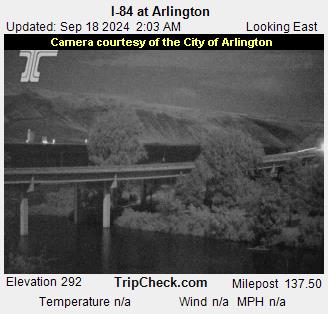 I-84 at Arlington
Updated: Sep 18 2024 2:03 AM Looking East
Camera courtesy of the City of Arlington
Elevation 292 TripCheck.com Milepost 137.50
Temperature n/a Wind n/a MPH n/a